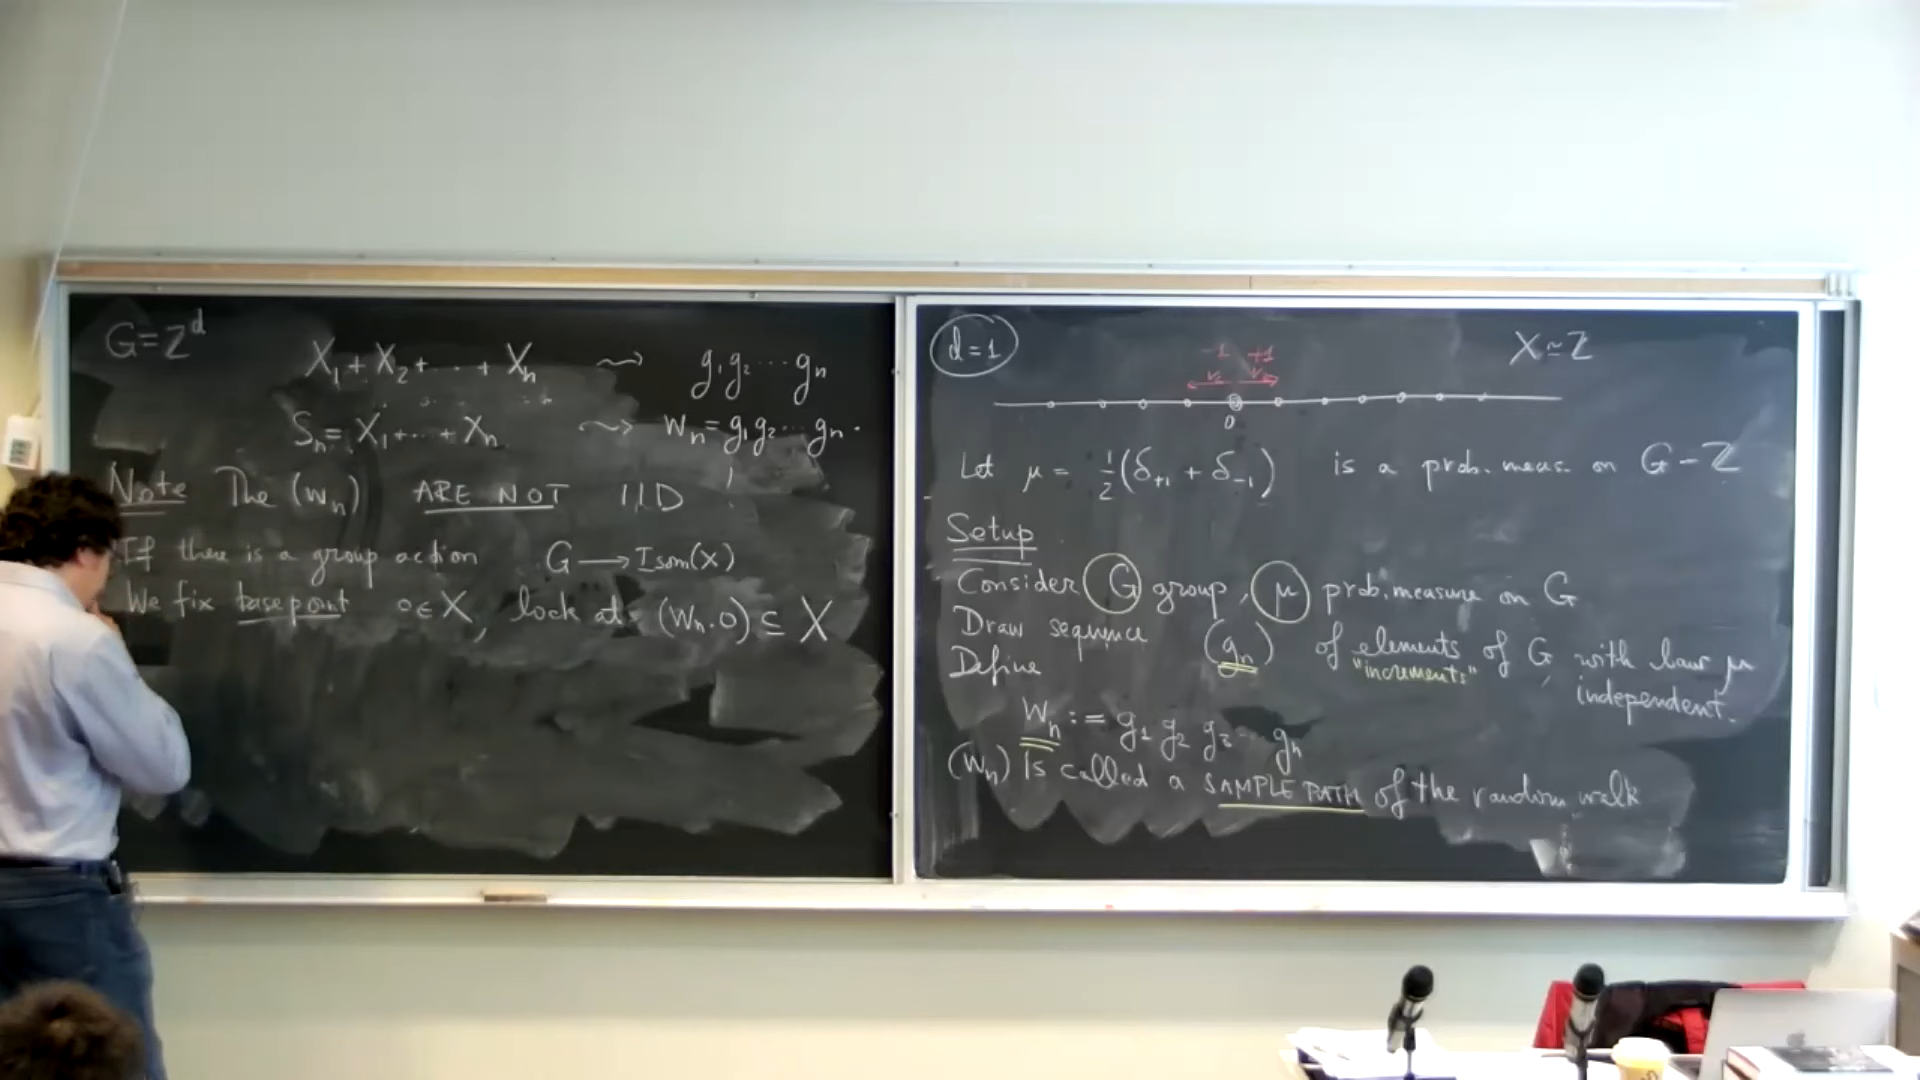 G=Z^d
X_1 + X_2 + ... + X_n ⇝ g_1 g_2 ... g_n
S_n = X_1 + ... + X_n ⇝ w_n = g_1 g_2 ... g_n .
Note The (w_n) ARE NOT IID !
If there is a group action G ⟶ Isom(X)
We fix basepoint o ∈ X, look at (w_n . o) ⊆ X
d=1 X ≃ Z
-1 +1
½ ½
0
Let μ = 1/2 (δ_{+1} + δ_{-1}) is a prob. meas. on G = Z
Setup
Consider G group, μ prob. measure on G
Draw sequence (g_n) of elements of G with law μ
"increments" independent.
Define
w_n := g_1 g_2 g_3 ... g_n
(w_n) is called a SAMPLE PATH of the random walk